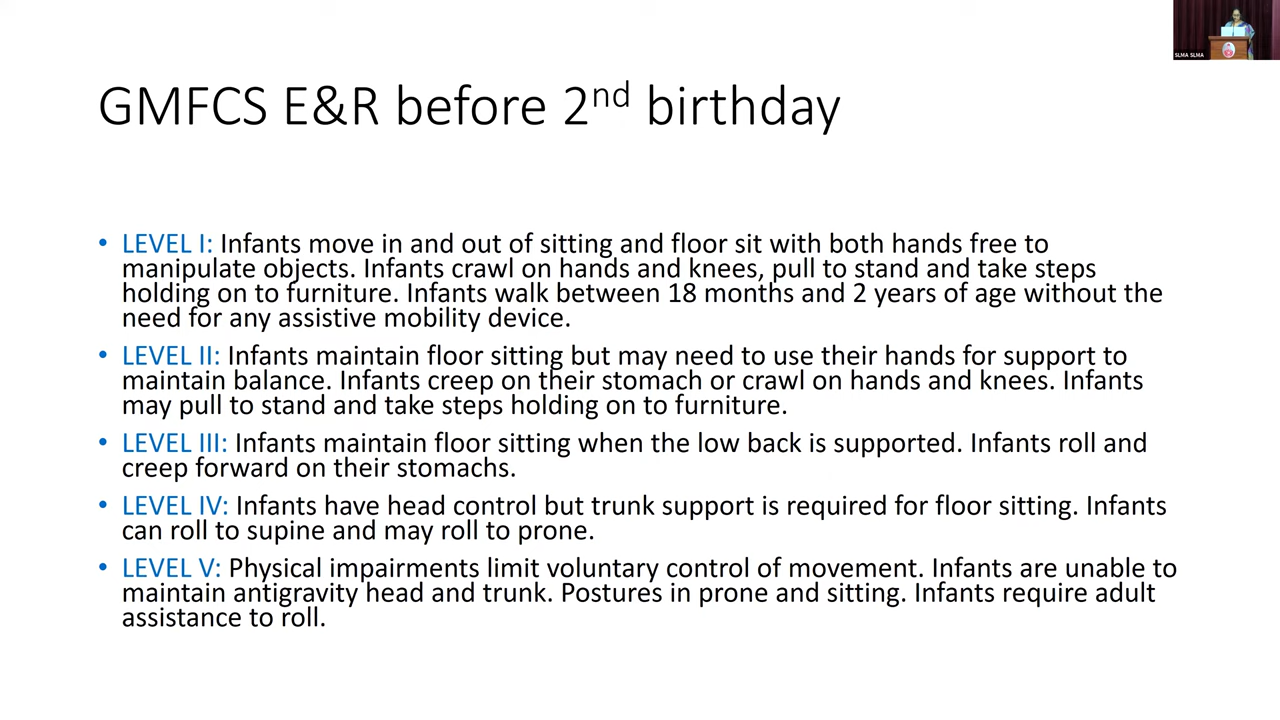 SLMA SLMA
GMFCS E&R before 2nd birthday
• LEVEL I: Infants move in and out of sitting and floor sit with both hands free to
manipulate objects. Infants crawl on hands and knees, pull to stand and take steps
holding on to furniture. Infants walk between 18 months and 2 years of age without the
need for any assistive mobility device.
• LEVEL II: Infants maintain floor sitting but may need to use their hands for support to
maintain balance. Infants creep on their stomach or crawl on hands and knees. Infants
may pull to stand and take steps holding on to furniture.
• LEVEL III: Infants maintain floor sitting when the low back is supported. Infants roll and
creep forward on their stomachs.
• LEVEL IV: Infants have head control but trunk support is required for floor sitting. Infants
can roll to supine and may roll to prone.
• LEVEL V: Physical impairments limit voluntary control of movement. Infants are unable to
maintain antigravity head and trunk. Postures in prone and sitting. Infants require adult
assistance to roll.